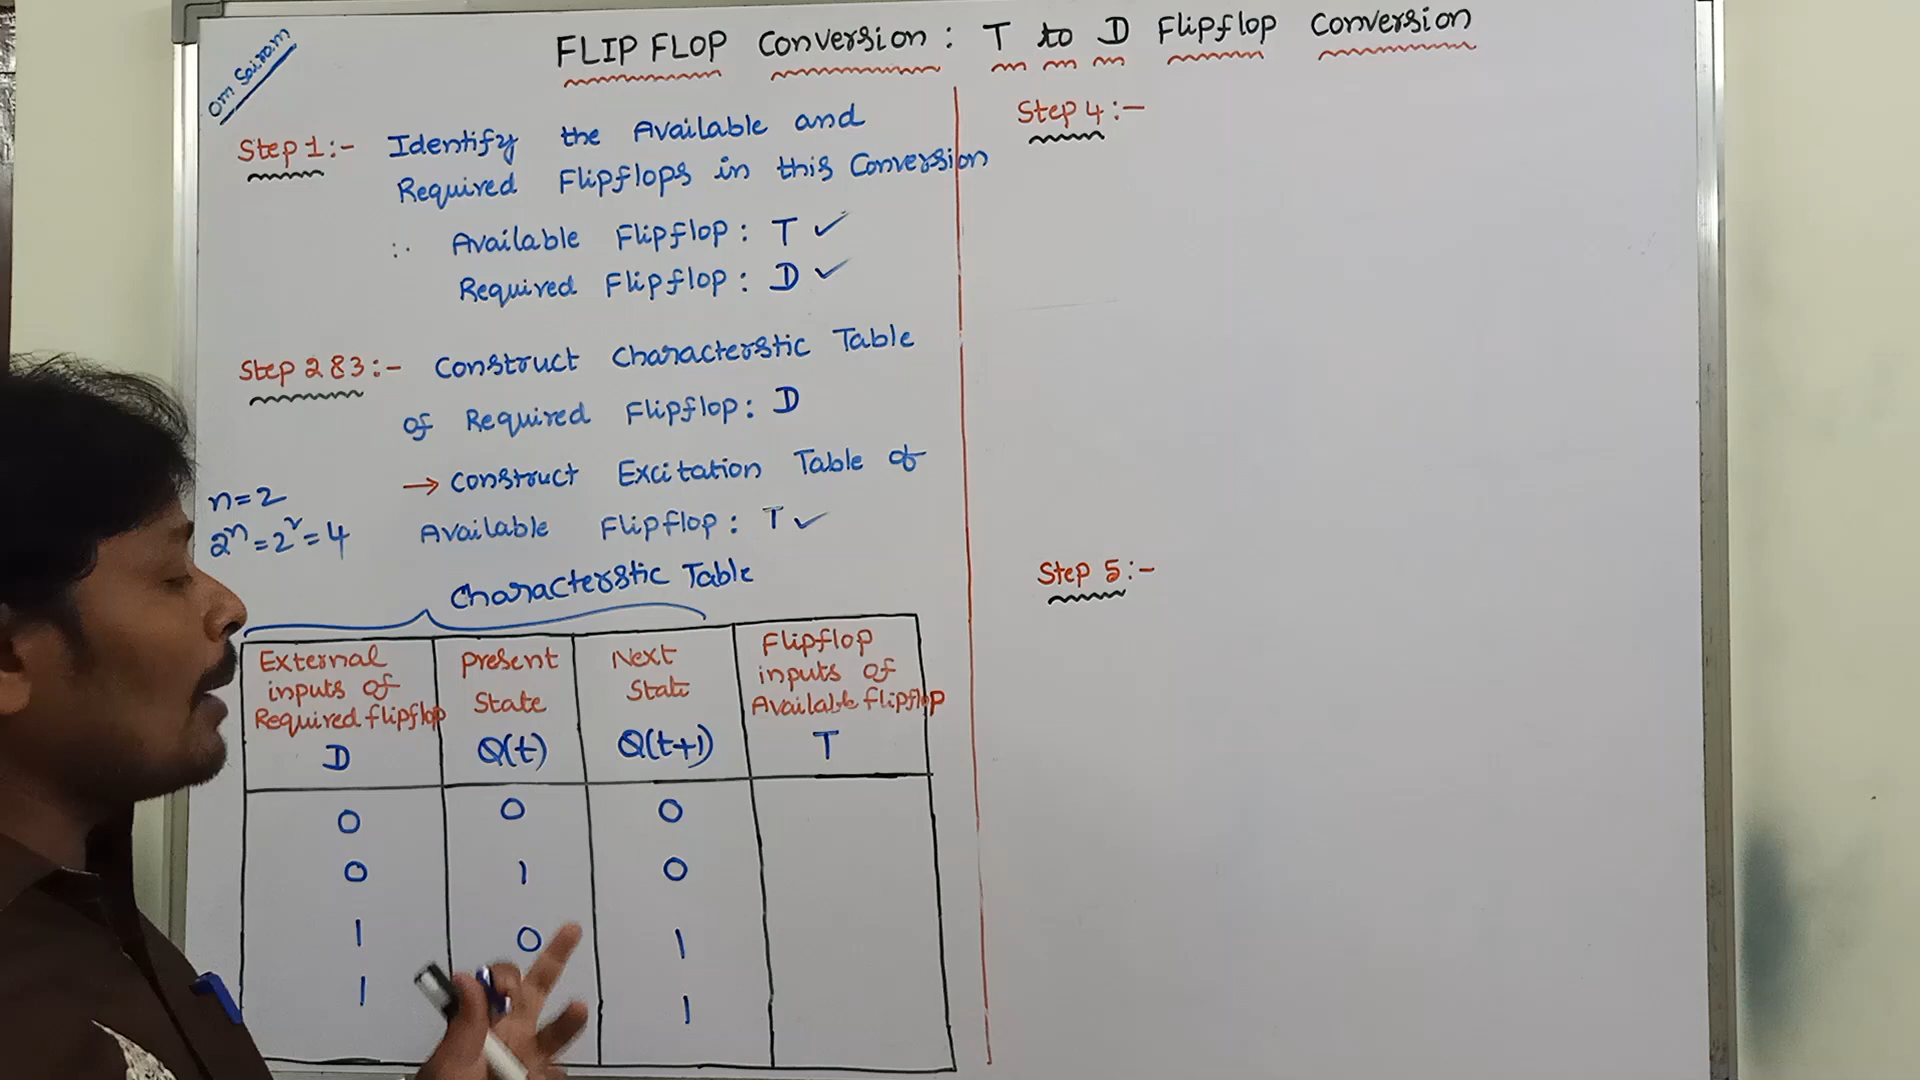 Om Sairam
FLIP FLOP Conversion: T to D Flipflop Conversion
Step 1:- Identify the Available and
Required Flipflops in this Conversion
∴ Available Flipflop: T ✓
Required Flipflop: D ✓
Step 2&3:- Construct Characterstic Table
of Required Flipflop: D
→ Construct Excitation Table of
Available Flipflop: T ✓
n=2
2ⁿ=2²=4
Characterstic Table
External inputs of Required flipflop D
Present State Q(t)
Next State Q(t+1)
Flipflop inputs of Available flipflop T
0 0 0
0 1 0
1 0 1
1 1
Step 4:-
Step 5:-